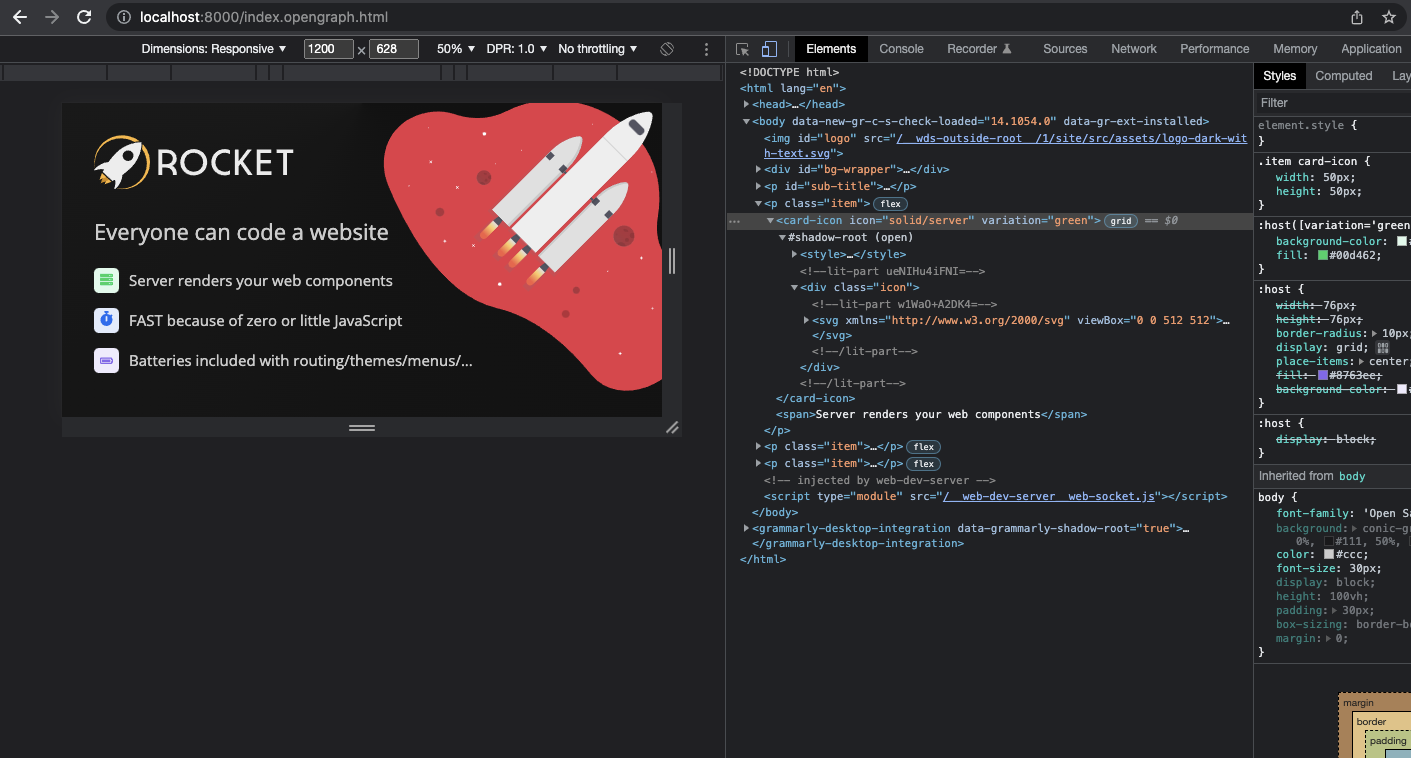 localhost:8000/index.opengraph.html
Dimensions: Responsive ▼ 1200 × 628 50% ▼ DPR: 1.0 ▼ No throttling ▼
ROCKET
Everyone can code a website
Server renders your web components
FAST because of zero or little JavaScript
Batteries included with routing/themes/menus/...
Elements Console Recorder Sources Network Performance Memory Application
<!DOCTYPE html>
<html lang="en">
▶<head>…</head>
▼<body data-new-gr-c-s-check-loaded="14.1054.0" data-gr-ext-installed>
<img id="logo" src="/__wds-outside-root__/1/site/src/assets/logo-dark-wit
h-text.svg">
▶<div id="bg-wrapper">…</div>
▶<p id="sub-title">…</p>
▼<p class="item"> flex
… ▼<card-icon icon="solid/server" variation="green"> grid == $0
▼#shadow-root (open)
▶<style>…</style>
<!--lit-part ueNIHu4iFNI=-->
▼<div class="icon">
<!--lit-part w1WaO+A2DK4=-->
▶<svg xmlns="http://www.w3.org/2000/svg" viewBox="0 0 512 512">…
</svg>
<!--/lit-part-->
</div>
<!--/lit-part-->
</card-icon>
<span>Server renders your web components</span>
</p>
▶<p class="item">…</p> flex
▶<p class="item">…</p> flex
<!-- injected by web-dev-server -->
<script type="module" src="/__web-dev-server__web-socket.js"></script>
</body>
▶<grammarly-desktop-integration data-grammarly-shadow-root="true">…
</grammarly-desktop-integration>
</html>
Styles Computed Lay
Filter
element.style {
}
.item card-icon {
width: 50px;
height: 50px;
}
:host([variation='green
background-color:
fill: #00d462;
}
:host {
width: 76px;
height: 76px;
border-radius: ▶ 10px;
display: grid;
place-items: ▶ center;
fill: #8763ee;
background-color:
}
:host {
display: block;
}
Inherited from body
body {
font-family: 'Open Sa
background: ▶ conic-g
0%, #111, 50%,
color: #ccc;
font-size: 30px;
display: block;
height: 100vh;
padding: ▶ 30px;
box-sizing: border-bo
margin: ▶ 0;
}
margin
border
padding